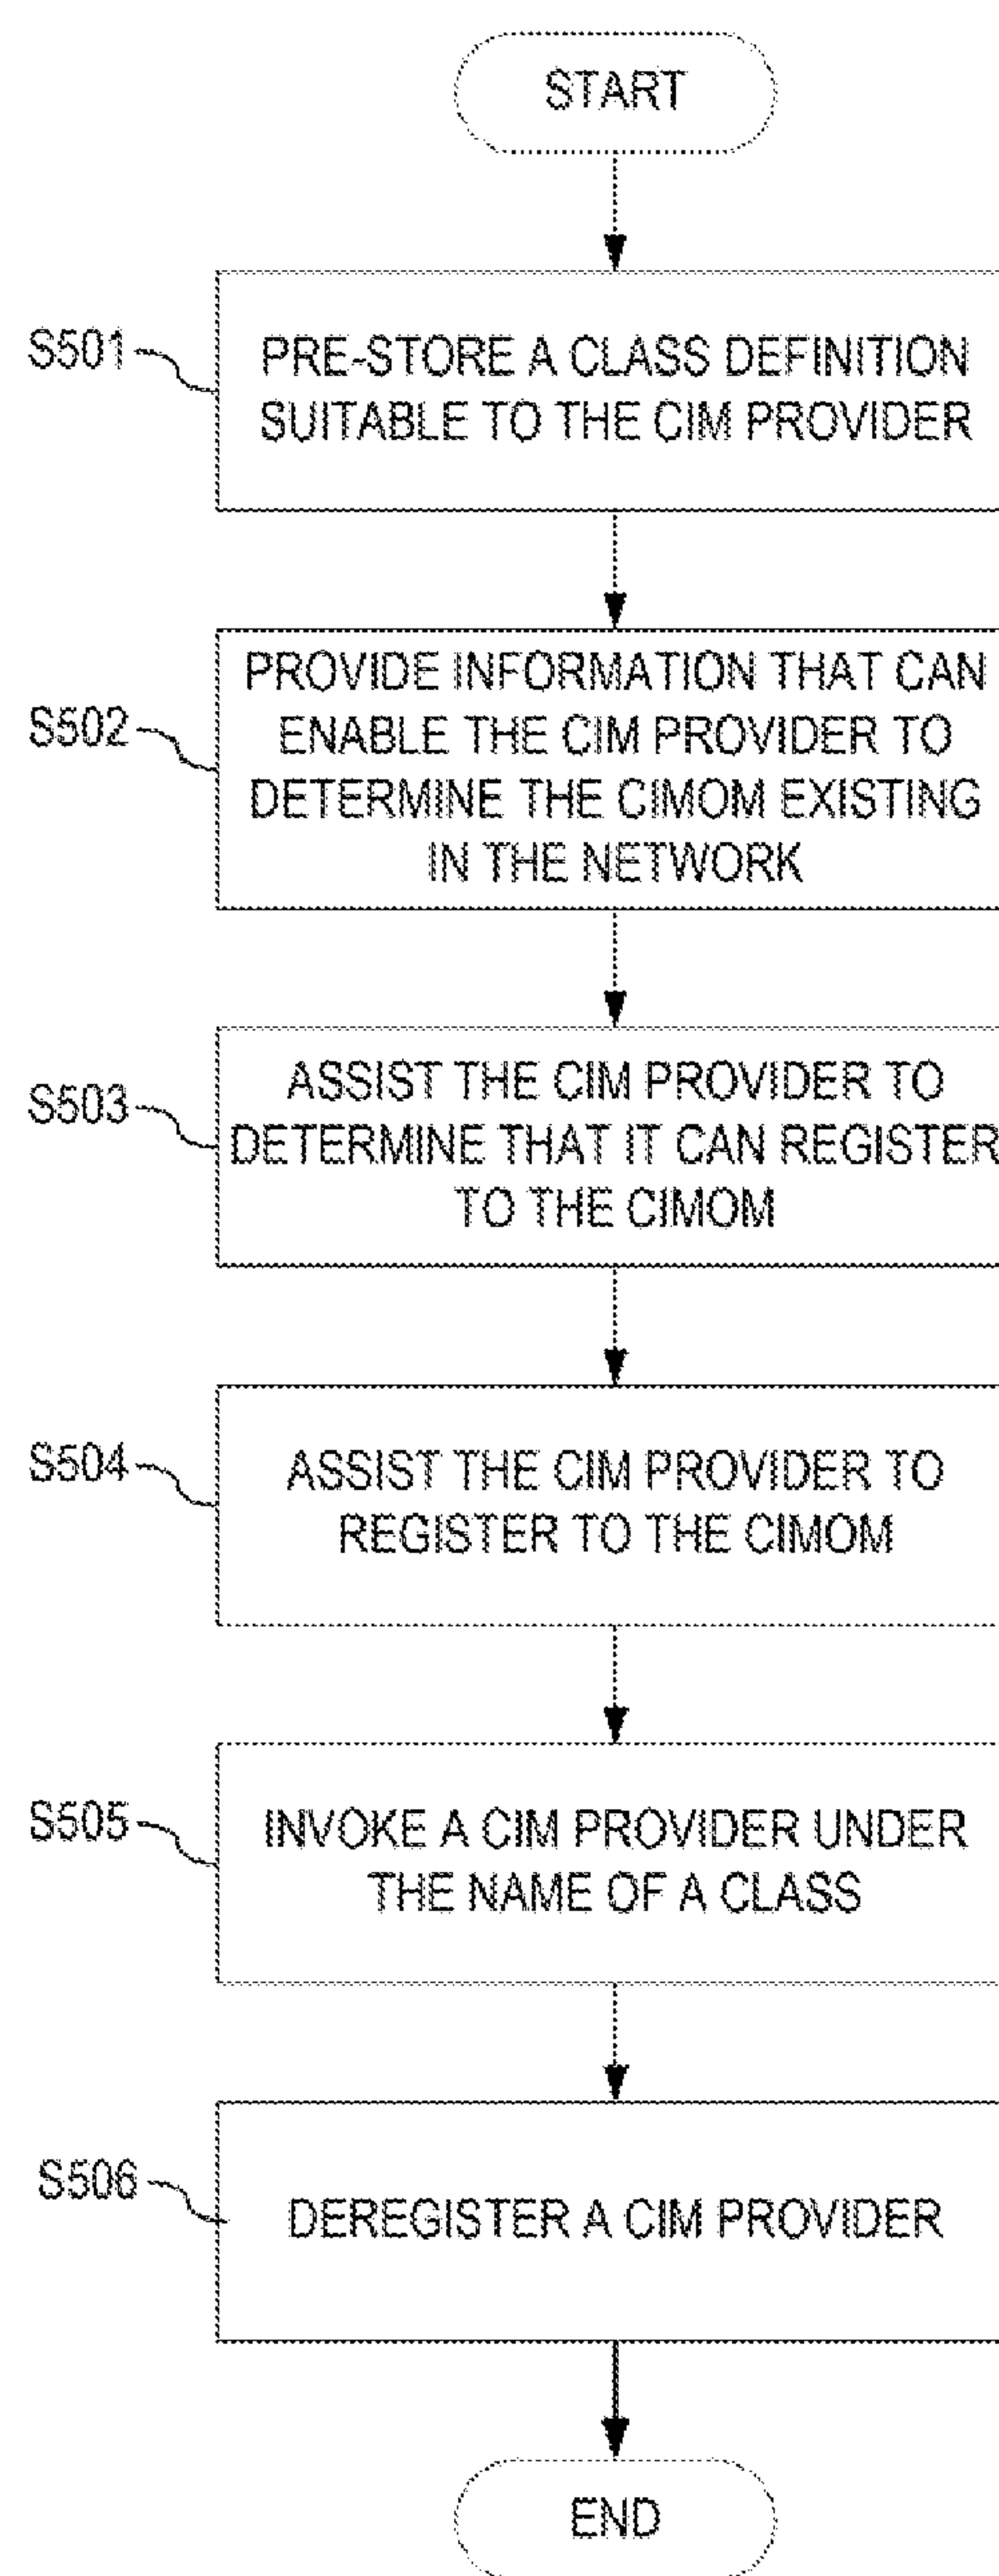 START
S501
PRE-STORE A CLASS DEFINITION
SUITABLE TO THE CIM PROVIDER
S502
PROVIDE INFORMATION THAT CAN
ENABLE THE CIM PROVIDER TO
DETERMINE THE CIMOM EXISTING
IN THE NETWORK
S503
ASSIST THE CIM PROVIDER TO
DETERMINE THAT IT CAN REGISTER
TO THE CIMOM
S504
ASSIST THE CIM PROVIDER TO
REGISTER TO THE CIMOM
S505
INVOKE A CIM PROVIDER UNDER
THE NAME OF A CLASS
S506
DEREGISTER A CIM PROVIDER
END